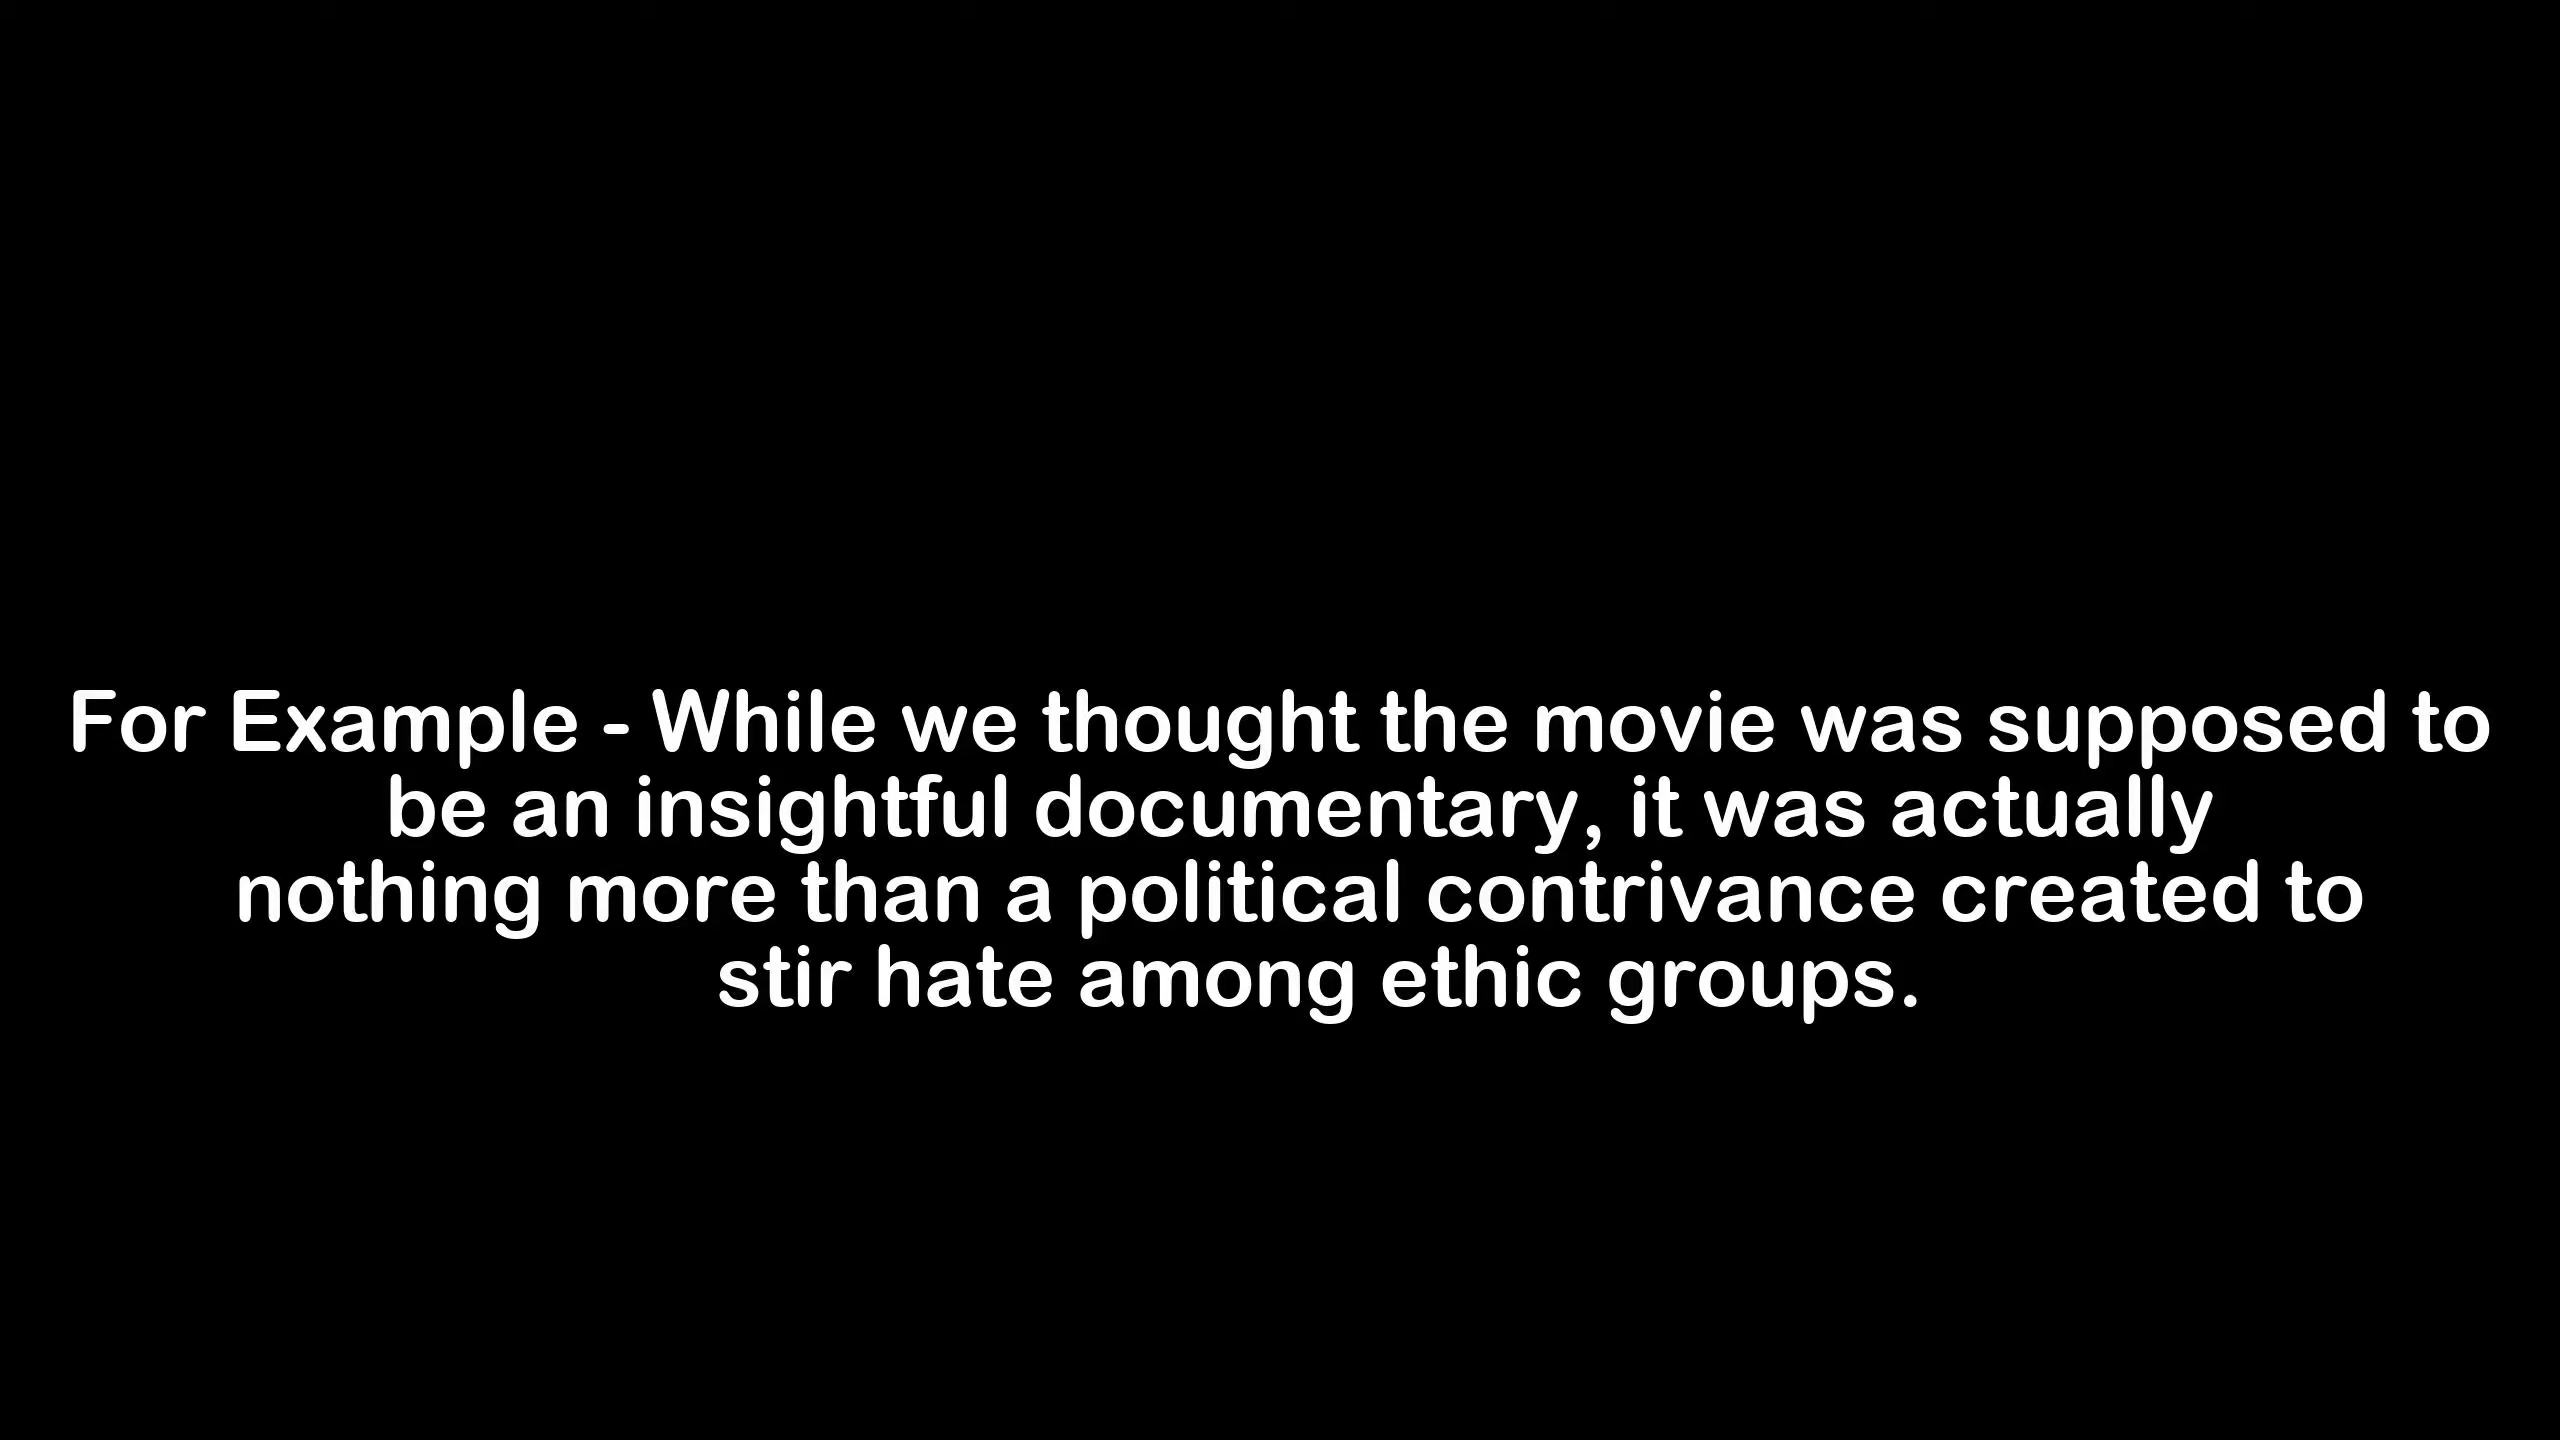 For Example - While we thought the movie was supposed to
be an insightful documentary, it was actually
nothing more than a political contrivance created to
stir hate among ethic groups.